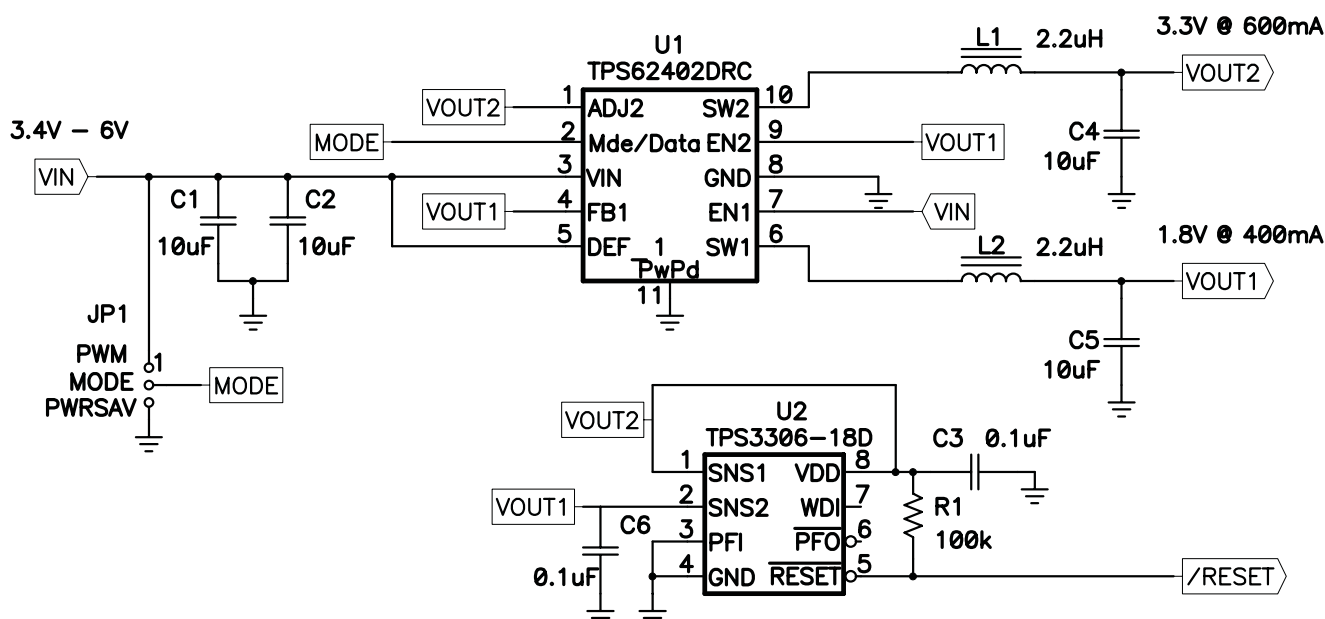 3.3V @ 600mA
U1
L1 2.2uH
TPS62402DRC
VOUT2
VOUT2 1 ADJ2 SW2 10
3.4V – 6V
MODE 2 Mde/Data EN2 9 VOUT1
C4
10uF
VIN
3 VIN GND 8
C1 C2
VOUT1 4 FB1 EN1 7 VIN
10uF 10uF
5 DEF_1 SW1 6
L2 2.2uH
1.8V @ 400mA
PwPd
11
VOUT1
JP1
C5
10uF
PWM 1
MODE MODE
PWRSAV
VOUT2
U2
TPS3306–18D
C3 0.1uF
1 SNS1 VDD 8
VOUT1 2 SNS2 WDI 7
R1
100k
C6
0.1uF
3 PFI PFO 6
4 GND RESET 5
/RESET